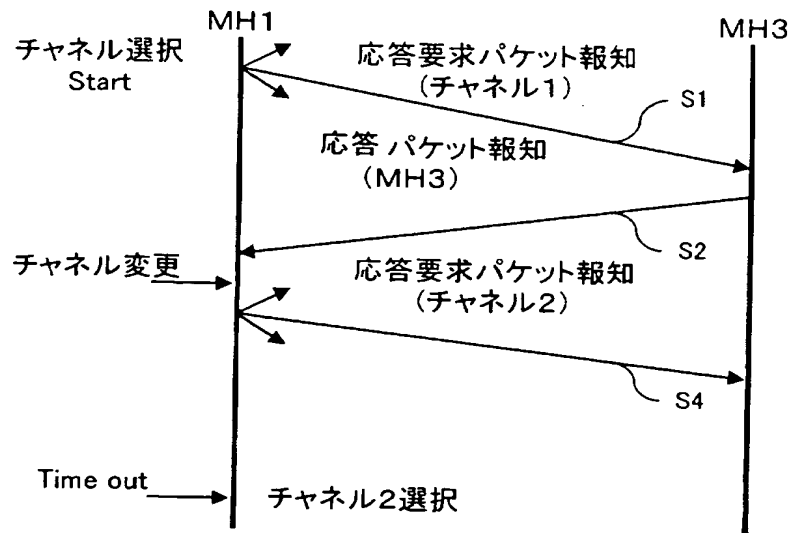 MH1
MH3
チャネル選択
Start
応答要求パケット報知
(チャネル1)
S1
応答 パケット報知
(MH3)
S2
チャネル変更
応答要求パケット報知
(チャネル2)
S4
Time out
チャネル2選択